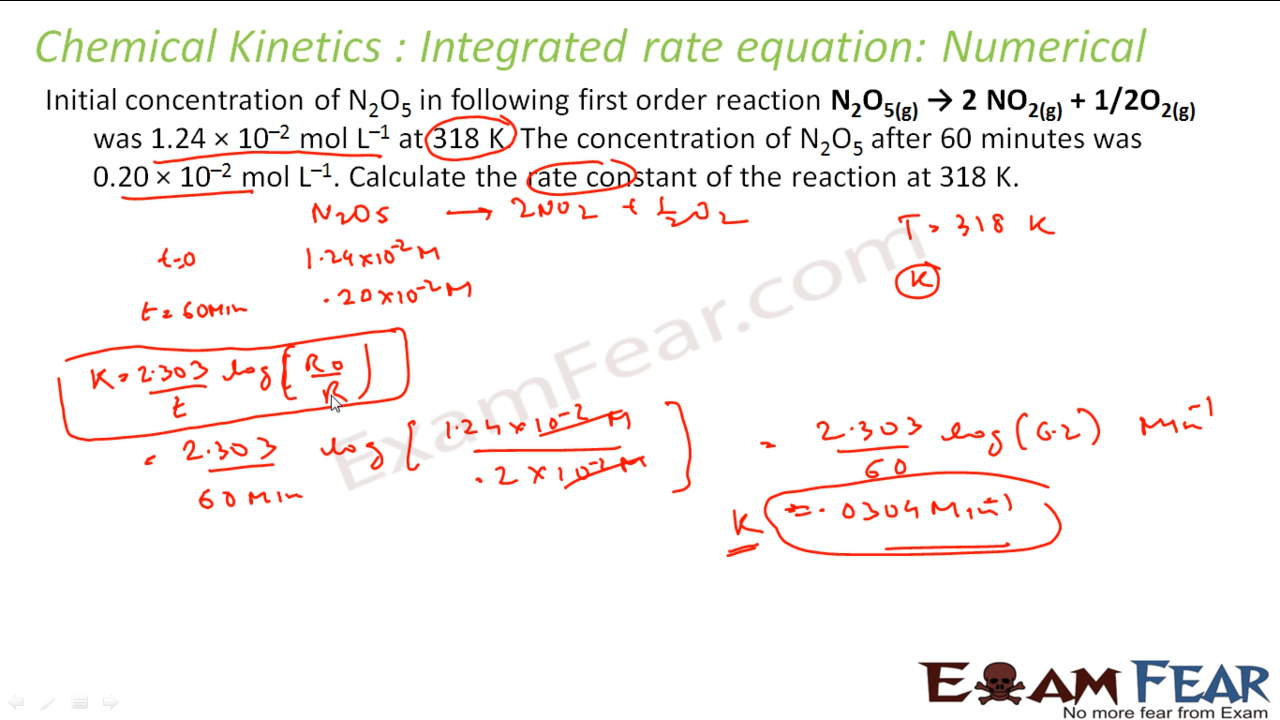 Chemical Kinetics : Integrated rate equation: Numerical
Initial concentration of N₂O₅ in following first order reaction N₂O₅(g) → 2 NO₂(g) + 1/2O₂(g)
was 1.24 × 10⁻² mol L⁻¹ at 318 K. The concentration of N₂O₅ after 60 minutes was
0.20 × 10⁻² mol L⁻¹. Calculate the rate constant of the reaction at 318 K.
N2O5 → 2NO2 + ½O2
T = 318 K
t=0 1.24×10⁻² M
K
t = 60 Min .20×10⁻² M
K = 2.303/t log [R0/R]
= 2.303/60 Min log [1.24×10⁻² M/.2×10⁻² M] = 2.303/60 log (6.2) Min⁻¹
K = .0304 Min⁻¹
ExamFear.com
EXAM FEAR
No more fear from Exam